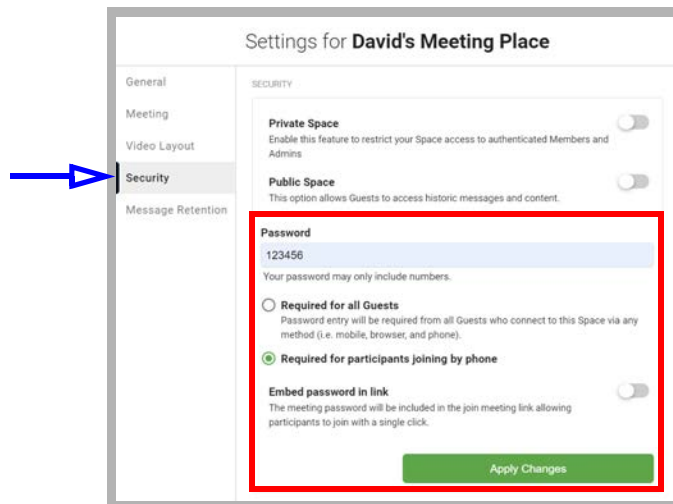 Settings for David's Meeting Place
General
SECURITY
Meeting
Private Space
Enable this feature to restrict your Space access to authenticated Members and
Admins
Video Layout
Security
Public Space
This option allows Guests to access historic messages and content.
Message Retention
Password
123456
Your password may only include numbers.
Required for all Guests
Password entry will be required from all Guests who connect to this Space via any
method (i.e. mobile, browser, and phone).
Required for participants joining by phone
Embed password in link
The meeting password will be included in the join meeting link allowing
participants to join with a single click.
Apply Changes